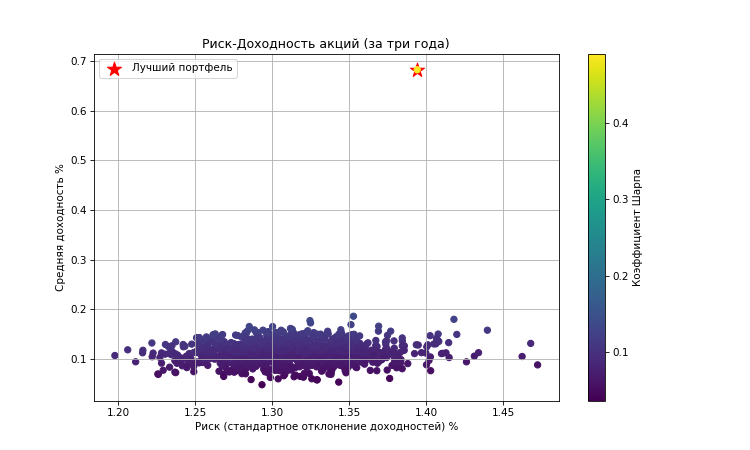 Риск-Доходность акций (за три года)
Лучший портфель
Средняя доходность %
0.7
0.6
0.5
0.4
0.3
0.2
0.1
1.20 1.25 1.30 1.35 1.40 1.45
Риск (стандартное отклонение доходностей) %
0.4
0.3
0.2
0.1
Коэффициент Шарпа